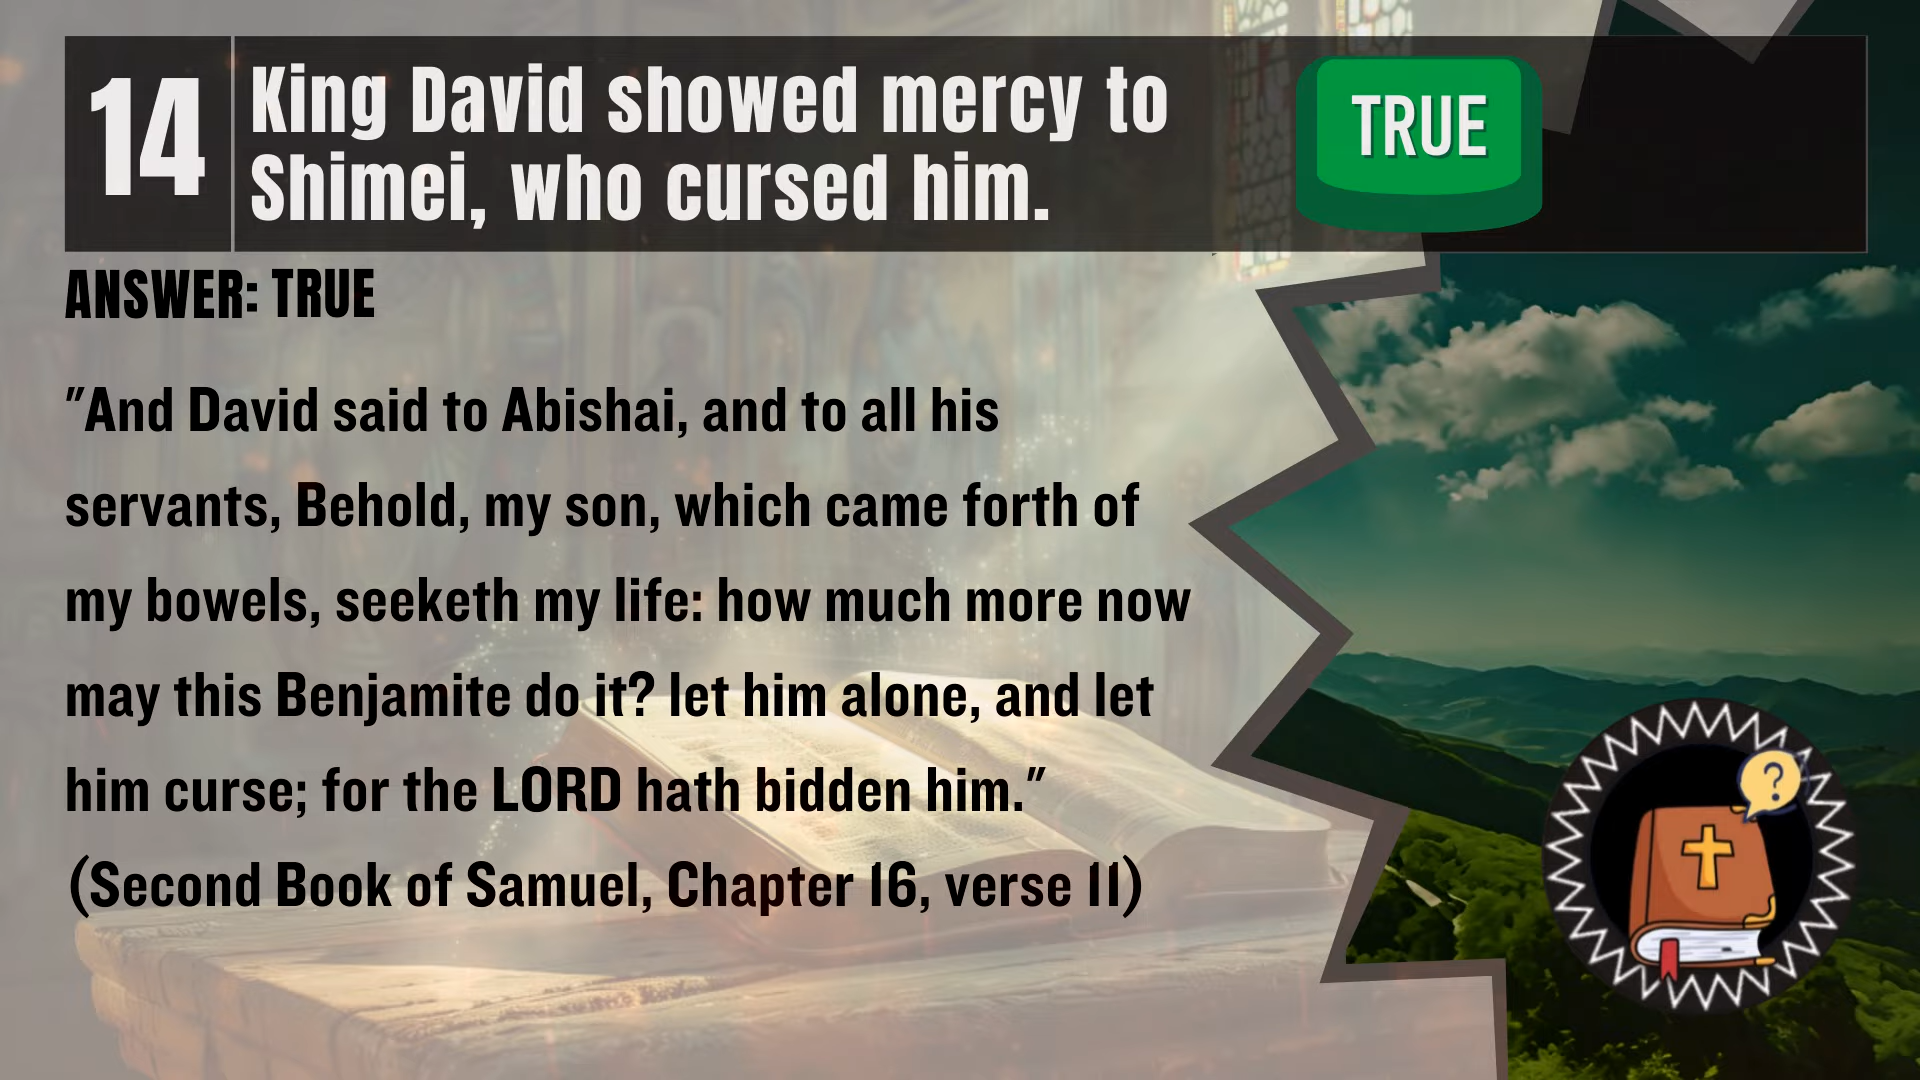 14
King David showed mercy to
Shimei, who cursed him.
TRUE
ANSWER: TRUE
"And David said to Abishai, and to all his
servants, Behold, my son, which came forth of
my bowels, seeketh my life: how much more now
may this Benjamite do it? let him alone, and let
him curse; for the LORD hath bidden him."
(Second Book of Samuel, Chapter 16, verse 11)
?